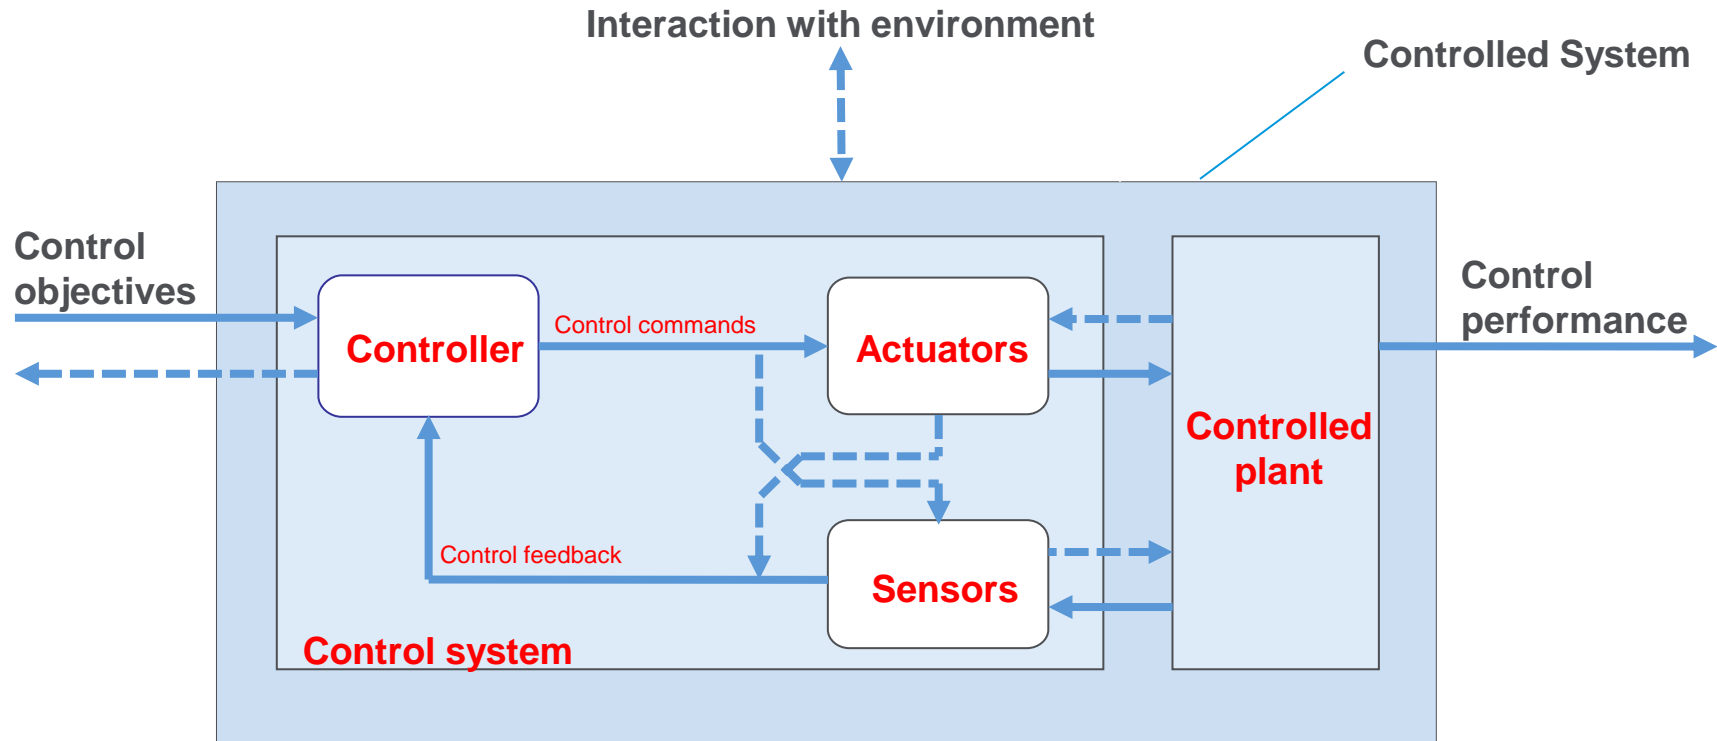 Interaction with environment
Controlled System
Control
objectives
Control
performance
Control commands
Controller
Actuators
Controlled
plant
Control feedback
Sensors
Control system